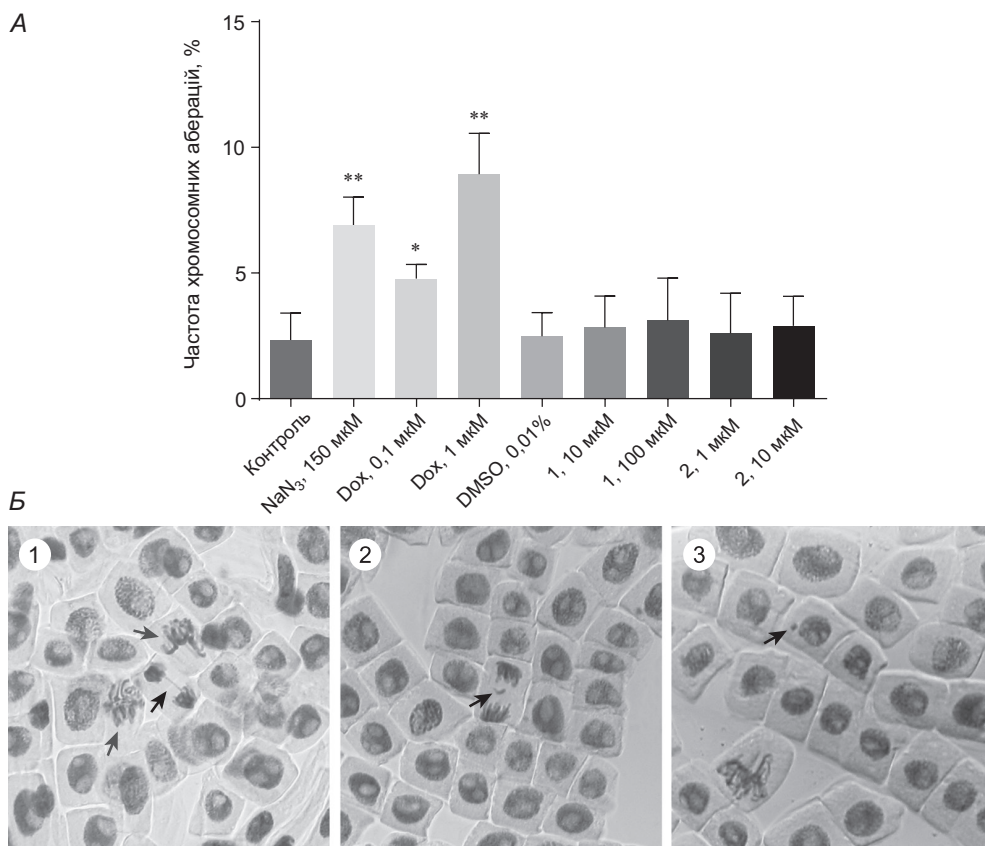 А
Частота хромосомних аберацій, %
15
10
5
0
**
*
**
Контроль
NaN₃, 150 мкМ
Dox, 0,1 мкМ
Dox, 1 мкМ
DMSO, 0,01%
1, 10 мкМ
1, 100 мкМ
2, 1 мкМ
2, 10 мкМ
Б
1
2
3